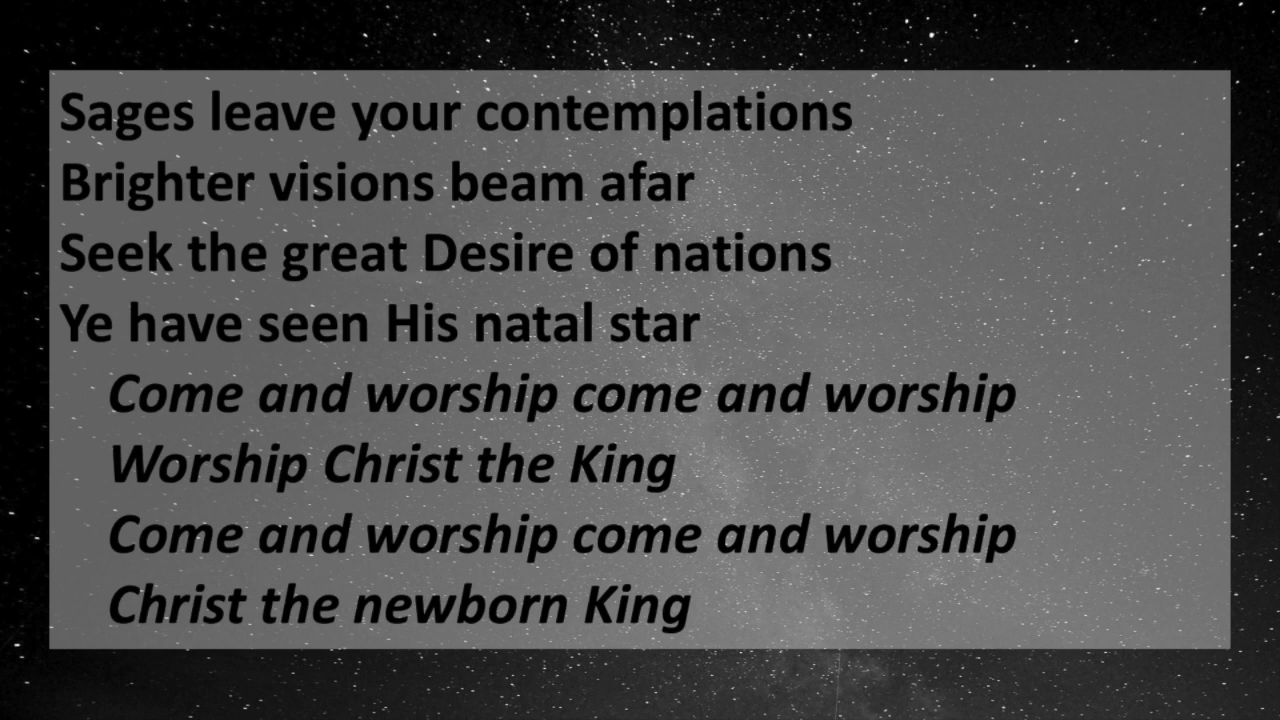 Sages leave your contemplations
Brighter visions beam afar
Seek the great Desire of nations
Ye have seen His natal star
Come and worship come and worship
Worship Christ the King
Come and worship come and worship
Christ the newborn King